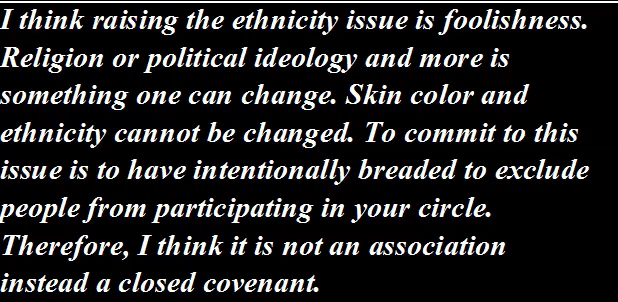 I think raising the ethnicity issue is foolishness.
Religion or political ideology and more is
something one can change. Skin color and
ethnicity cannot be changed. To commit to this
issue is to have intentionally breaded to exclude
people from participating in your circle.
Therefore, I think it is not an association
instead a closed covenant.